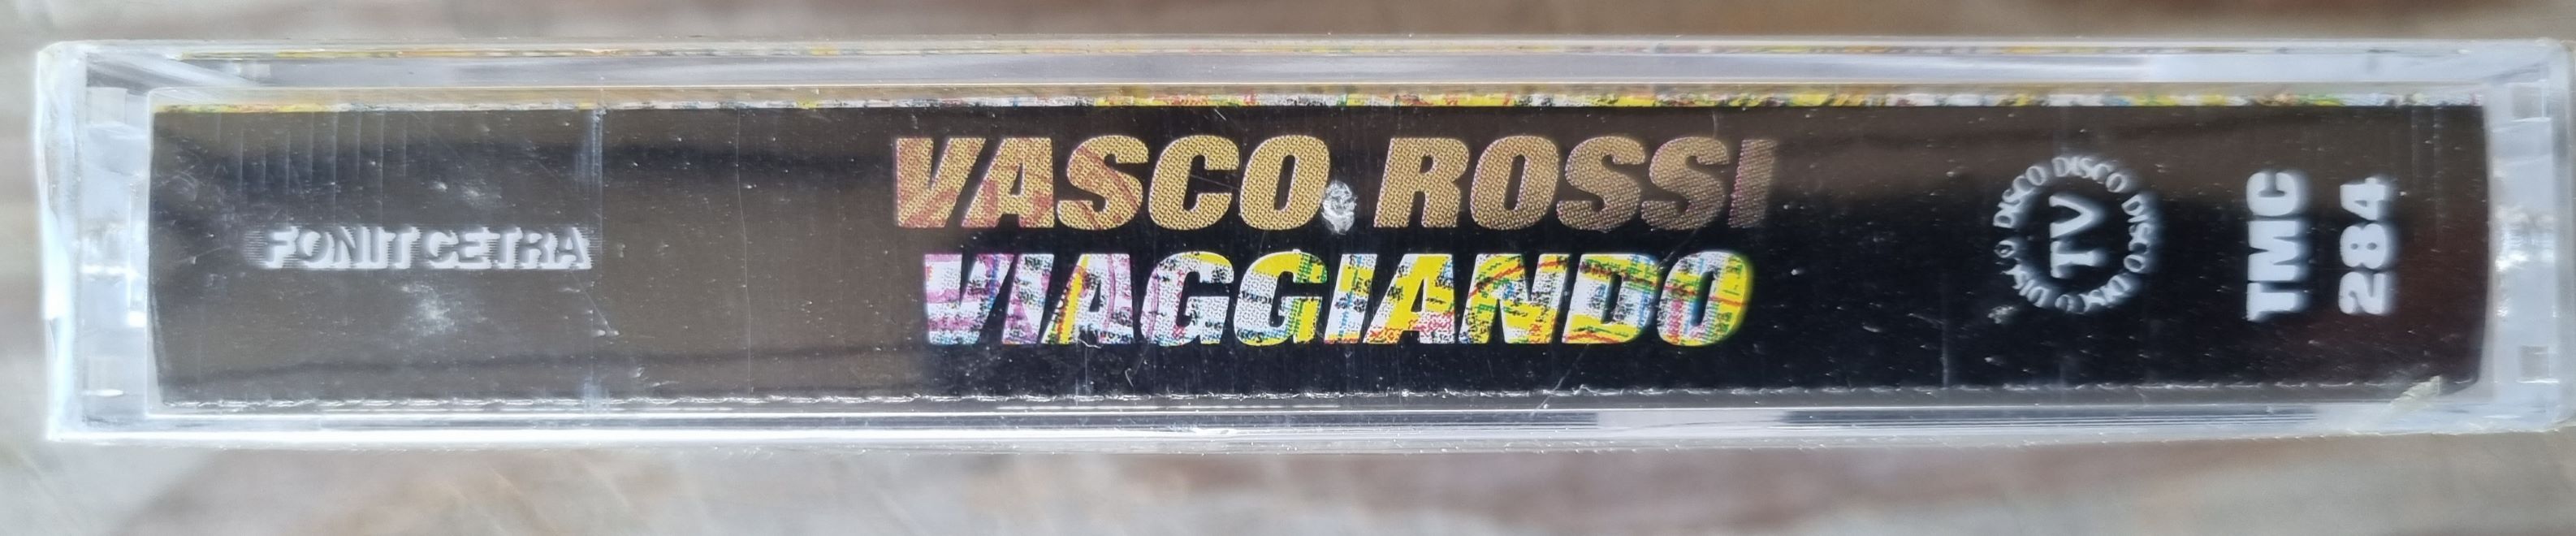 FONIT CETRA
VASCO ROSSI
VIAGGIANDO
DISCO DISCO DISCO DISCO DISCO
TV
TMC
284